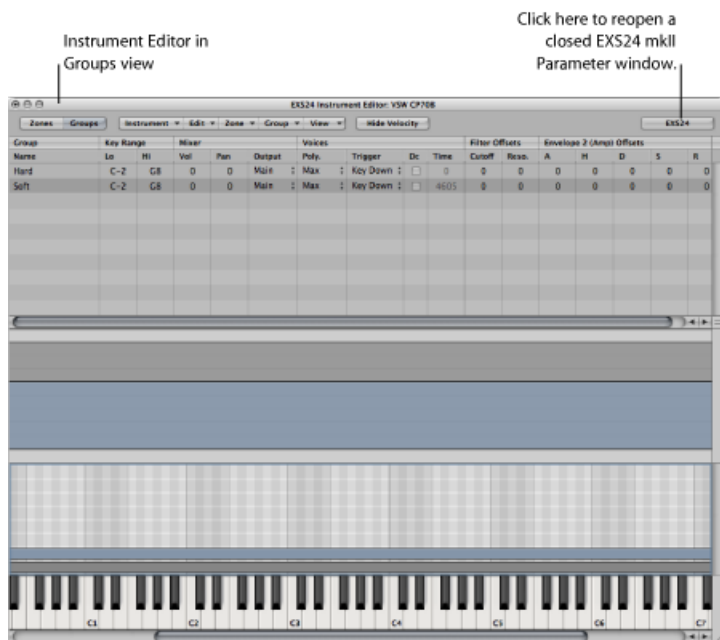 Click here to reopen a
closed EXS24 mkII
Parameter window.
Instrument Editor in
Groups view
EXS24 Instrument Editor: VSW CP70B
Zones Groups Instrument Edit Zone Group View Hide Velocity EXS24
Group Key Range Mixer Voices Filter Offsets Envelope 2 (Amp) Offsets
Name Lo Hi Vol Pan Output Poly. Trigger Dc Time Cutoff Reso. A H D S R
Hard C-2 G8 0 0 Main Max Key Down 0 0 0 0 0 0 0 0
Soft C-2 G8 0 0 Main Max Key Down 4605 0 0 0 0 0 0 0
C1 C2 C3 C4 C5 C6 C7